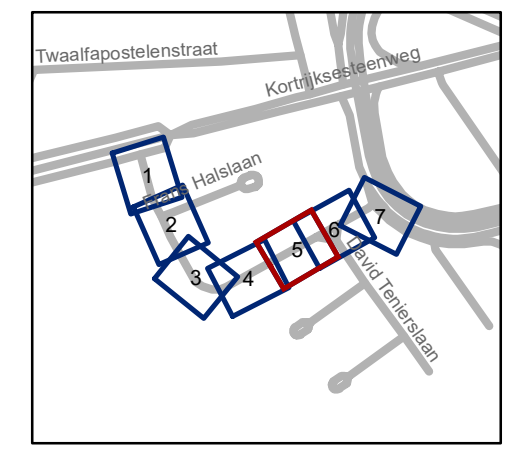 Twaalfapostelenstraat
Kortrijksesteenweg
Frans Halslaan
1
2
3
4
5
6
7
David Tenierslaan